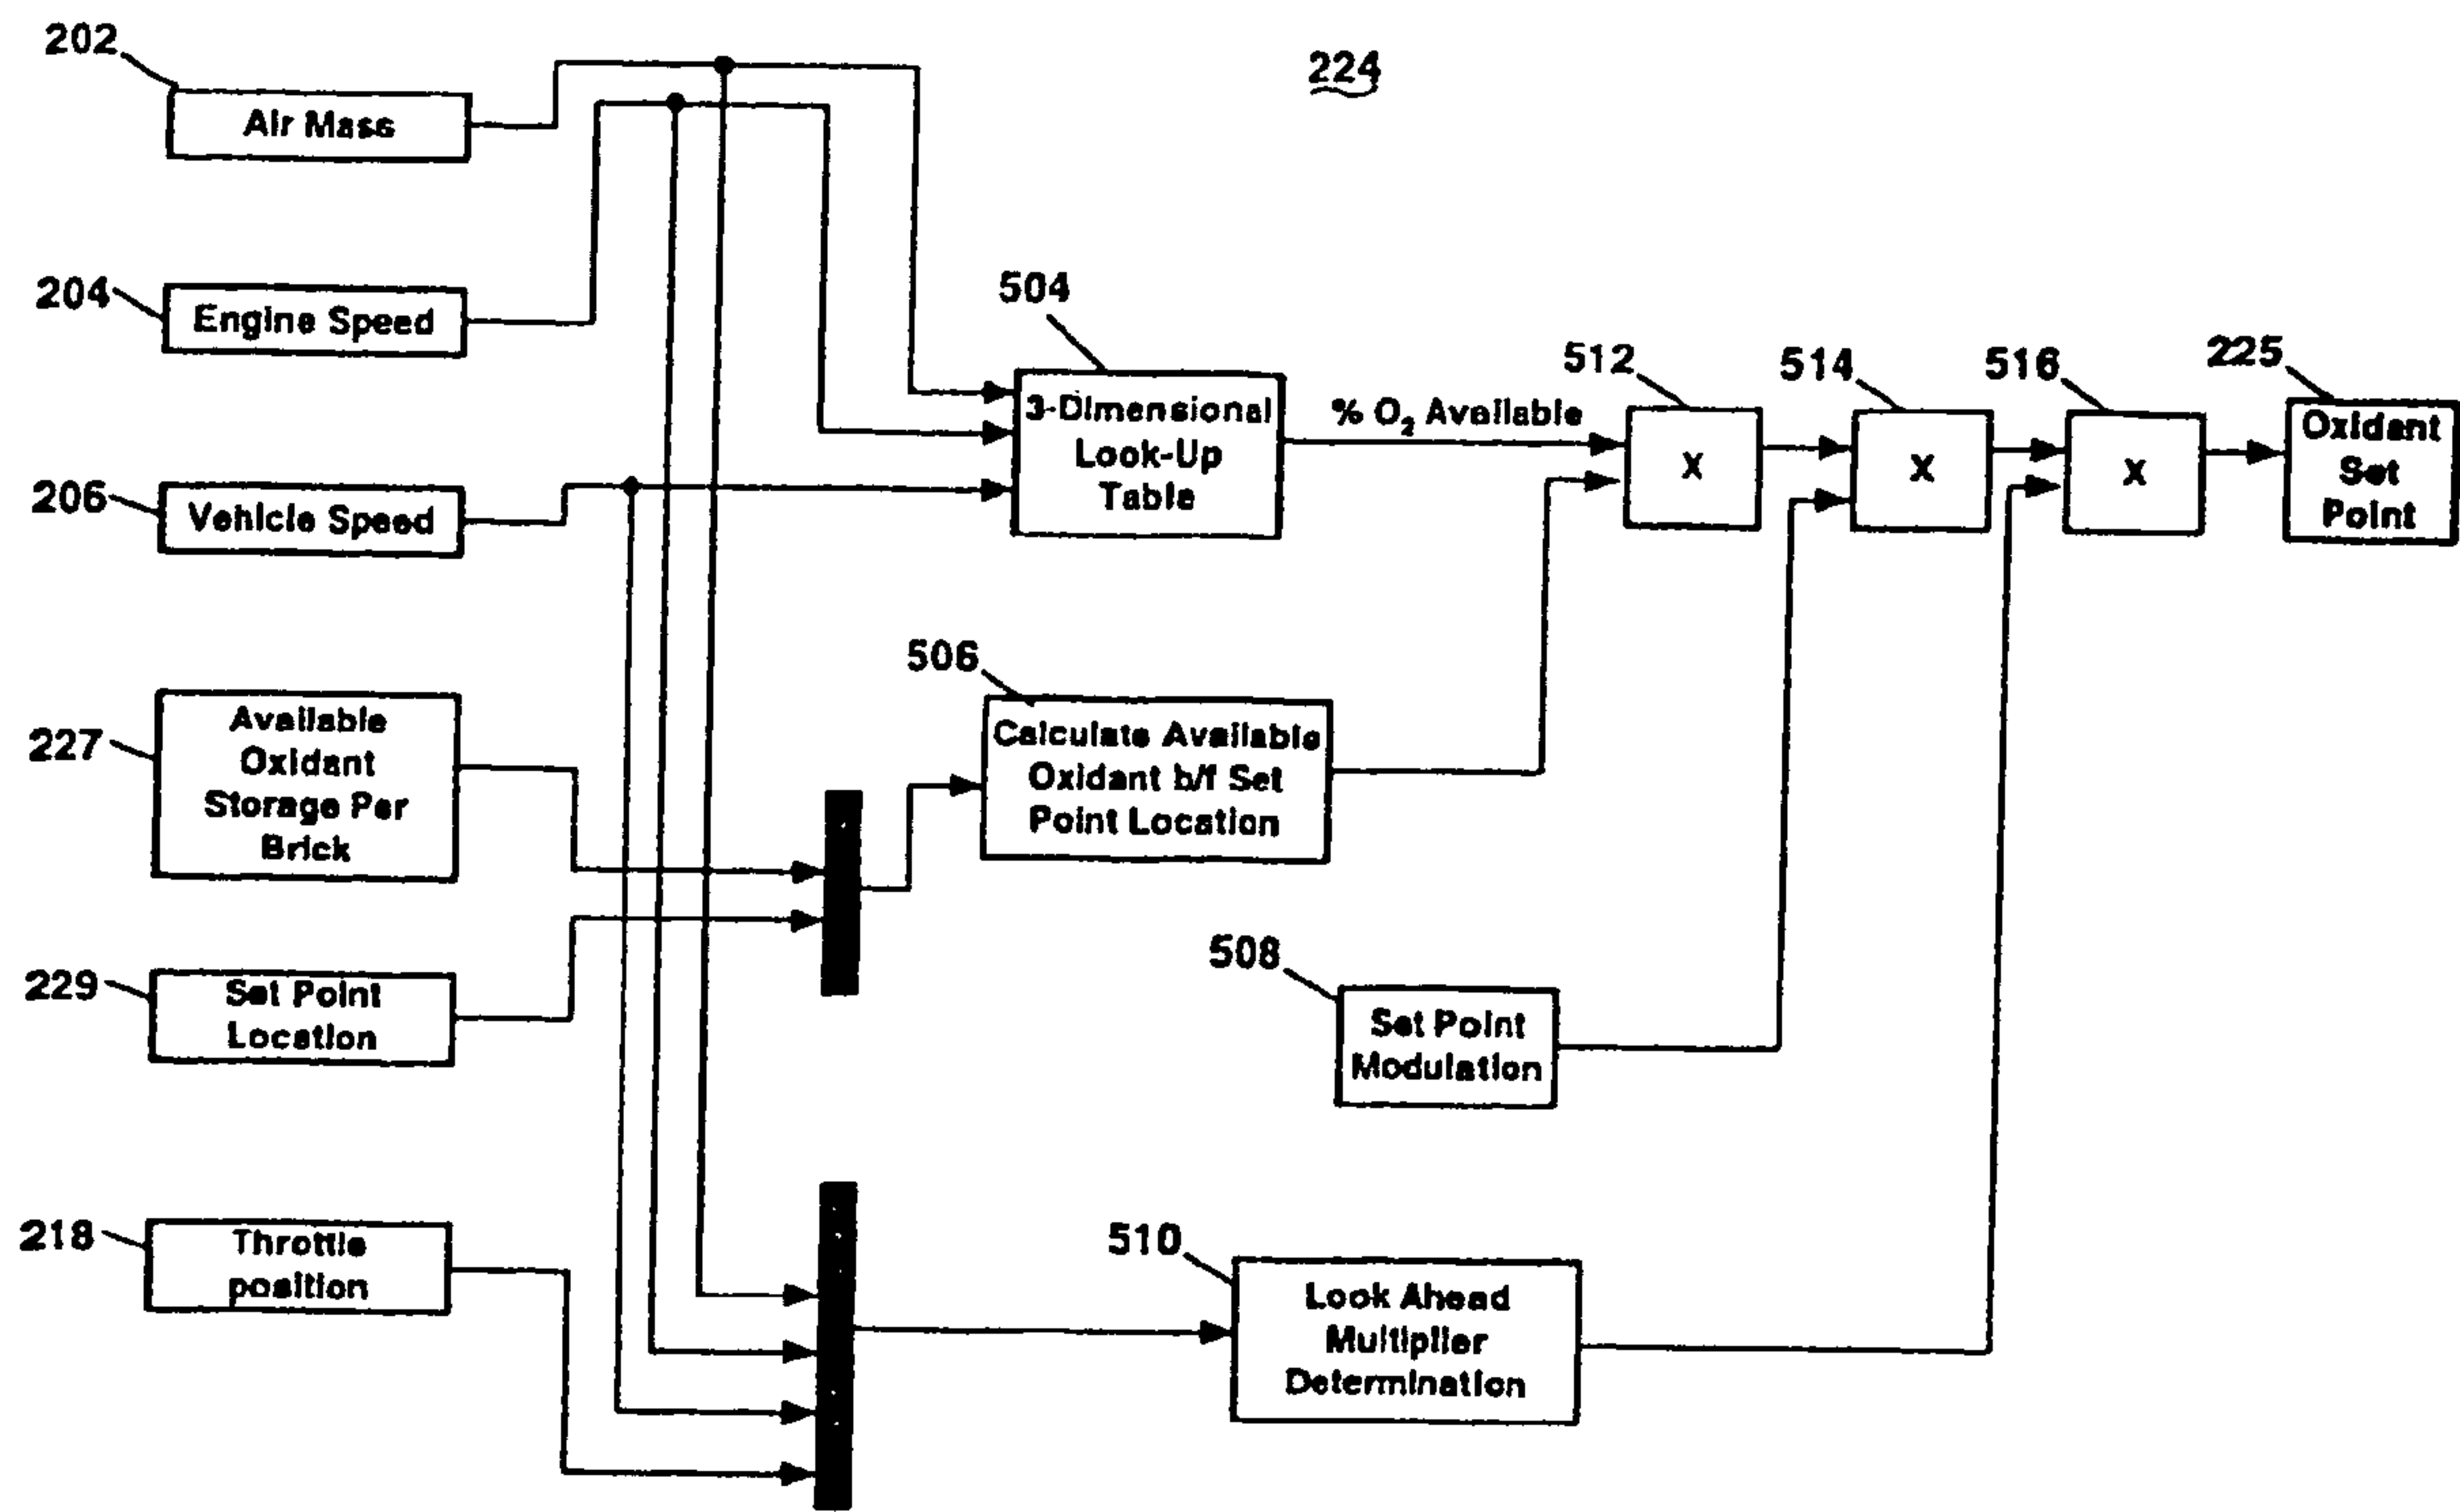 202
Air Mass
224
204
Engine Speed
504
3-Dimensional
Look-Up
Table
% O₂ Available
512
X
514
X
516
X
225
Oxidant
Set
Point
206
Vehicle Speed
227
Available
Oxidant
Storage Per
Brick
506
Calculate Available
Oxidant b/f Set
Point Location
229
Set Point
Location
508
Set Point
Modulation
218
Throttle
position
510
Look Ahead
Multiplier
Determination